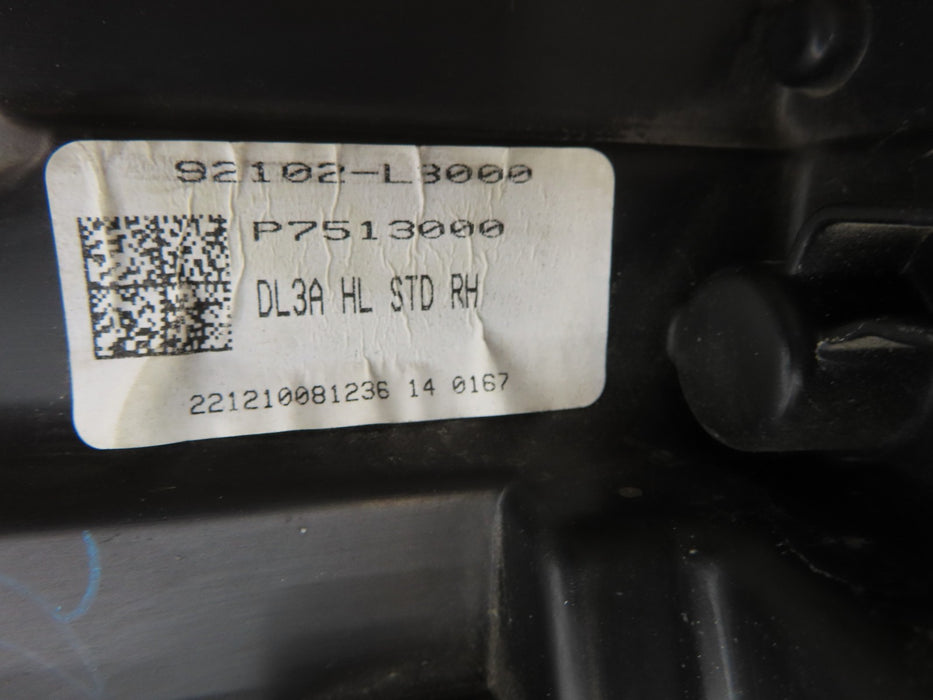 92102-L3000
P7513000
DL3A HL STD RH
221210081236 14 0167